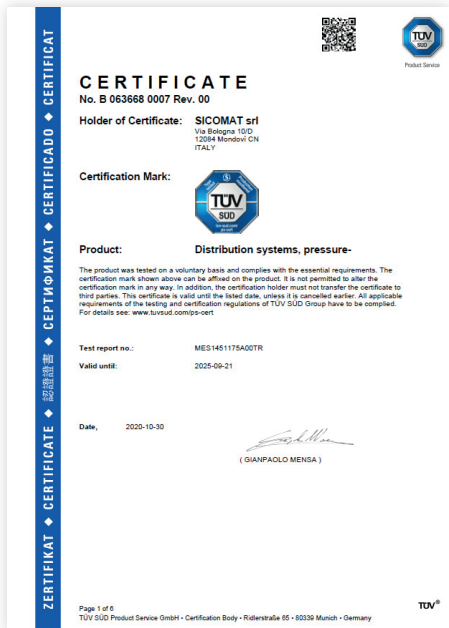 TÜV
SÜD
Product Service
CERTIFICATE
No. B 063668 0007 Rev. 00
Holder of Certificate: SICOMAT srl
Via Bologna 10/D
12084 Mondovì CN
ITALY
Certification Mark:
TÜV
SÜD
Product: Distribution systems, pressure-
The product was tested on a voluntary basis and complies with the essential requirements. The
certification mark shown above can be affixed on the product. It is not permitted to alter the
certification mark in any way. In addition, the certification holder must not transfer the certificate to
third parties. This certificate is valid until the listed date, unless it is cancelled earlier. All applicable
requirements of the testing and certification regulations of TÜV SÜD Group have to be complied.
For details see: www.tuvsud.com/ps-cert
Test report no.: MES1451175A00TR
Valid until: 2025-09-21
Date, 2020-10-30
( GIANPAOLO MENSA )
Page 1 of 6
TÜV SÜD Product Service GmbH • Certification Body • Ridlerstraße 65 • 80339 Munich • Germany
TÜV®
ZERTIFIKAT ◆ CERTIFICATE ◆ 認證證書 ◆ СЕРТИФИКАТ ◆ CERTIFICADO ◆ CERTIFICAT